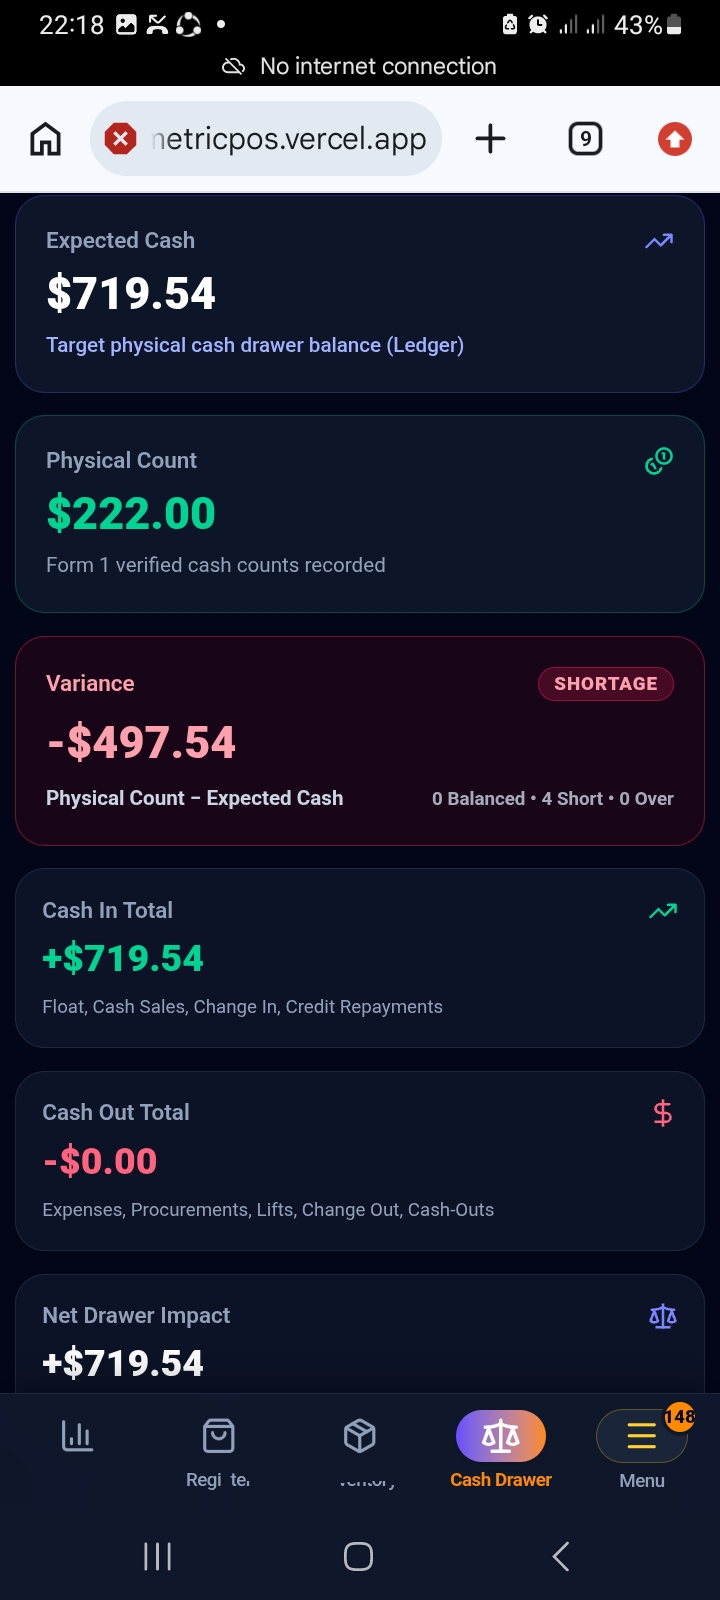 22:18
43%
No internet connection
netricpos.vercel.app
9
Expected Cash
$719.54
Target physical cash drawer balance (Ledger)
Physical Count
$222.00
Form 1 verified cash counts recorded
Variance
SHORTAGE
-$497.54
Physical Count – Expected Cash
0 Balanced • 4 Short • 0 Over
Cash In Total
+$719.54
Float, Cash Sales, Change In, Credit Repayments
Cash Out Total
-$0.00
Expenses, Procurements, Lifts, Change Out, Cash-Outs
Net Drawer Impact
+$719.54
148
Cash Drawer
Menu